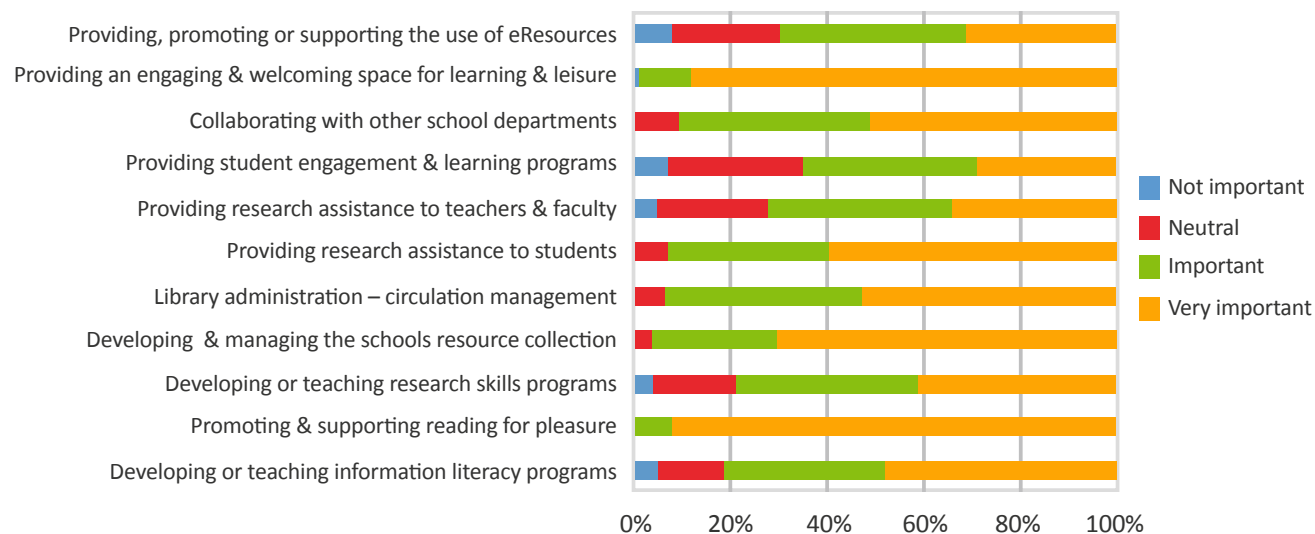 Providing, promoting or supporting the use of eResources
Providing an engaging & welcoming space for learning & leisure
Collaborating with other school departments
Providing student engagement & learning programs
Providing research assistance to teachers & faculty
Providing research assistance to students
Library administration – circulation management
Developing & managing the schools resource collection
Developing or teaching research skills programs
Promoting & supporting reading for pleasure
Developing or teaching information literacy programs
0% 20% 40% 60% 80% 100%
Not important
Neutral
Important
Very important